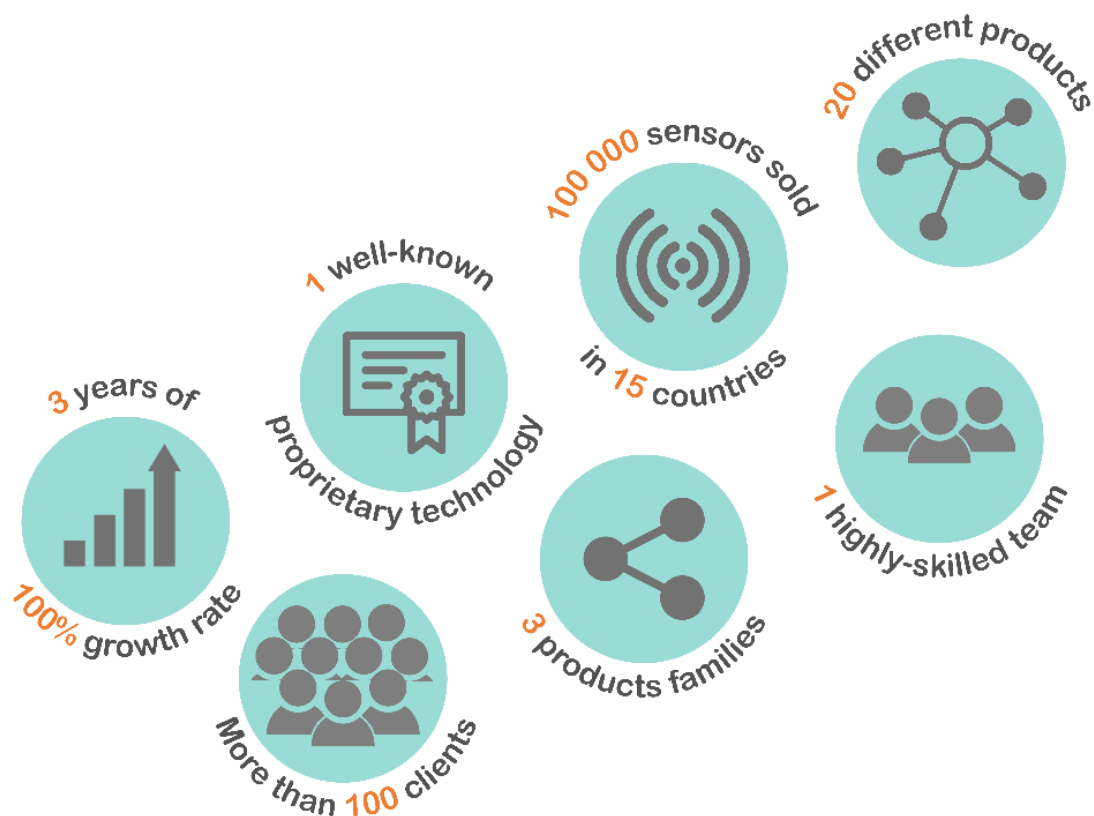 20 different products
100 000 sensors sold
in 15 countries
1 well-known
proprietary technology
3 years of
100% growth rate
1 highly-skilled team
3 products families
More than 100 clients